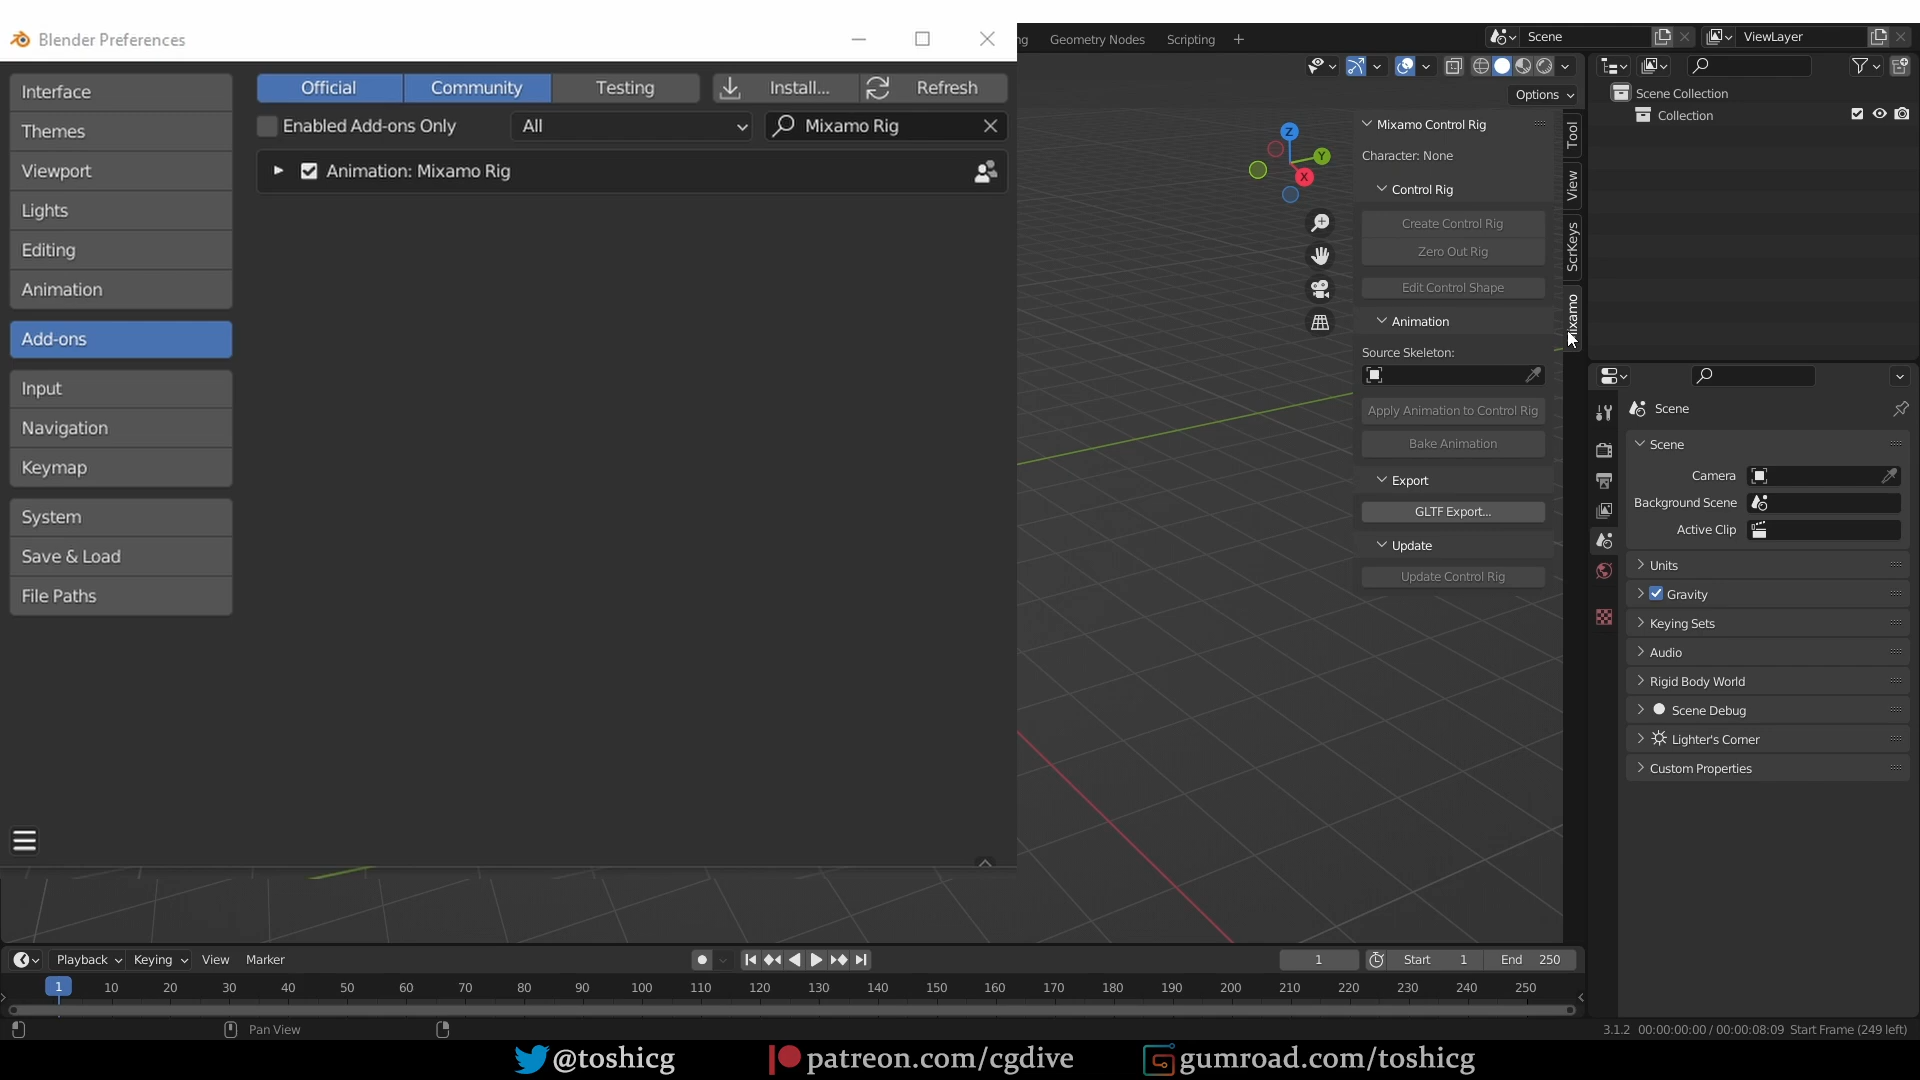 Blender Preferences
Interface
Themes
Viewport
Lights
Editing
Animation
Add-ons
Input
Navigation
Keymap
System
Save & Load
File Paths
Official
Community
Testing
Install...
Refresh
Enabled Add-ons Only
All
Mixamo Rig
Animation: Mixamo Rig
Geometry Nodes
Scripting
+
Scene
ViewLayer
Options
Z
Y
X
Mixamo Control Rig
Character: None
Control Rig
Create Control Rig
Zero Out Rig
Edit Control Shape
Animation
Source Skeleton:
Apply Animation to Control Rig
Bake Animation
Export
GLTF Export...
Update
Update Control Rig
Tool
View
ScrKeys
Mixamo
Scene Collection
Collection
Scene
Scene
Camera
Background Scene
Active Clip
Units
Gravity
Keying Sets
Audio
Rigid Body World
Scene Debug
Lighter's Corner
Custom Properties
Playback
Keying
View
Marker
1
Start 1
End 250
1 10 20 30 40 50 60 70 80 90 100 110 120 130 140 150 160 170 180 190 200 210 220 230 240 250
Pan View
3.1.2 00:00:00:00 / 00:00:08:09 Start Frame (249 left)
@toshicg
patreon.com/cgdive
gumroad.com/toshicg